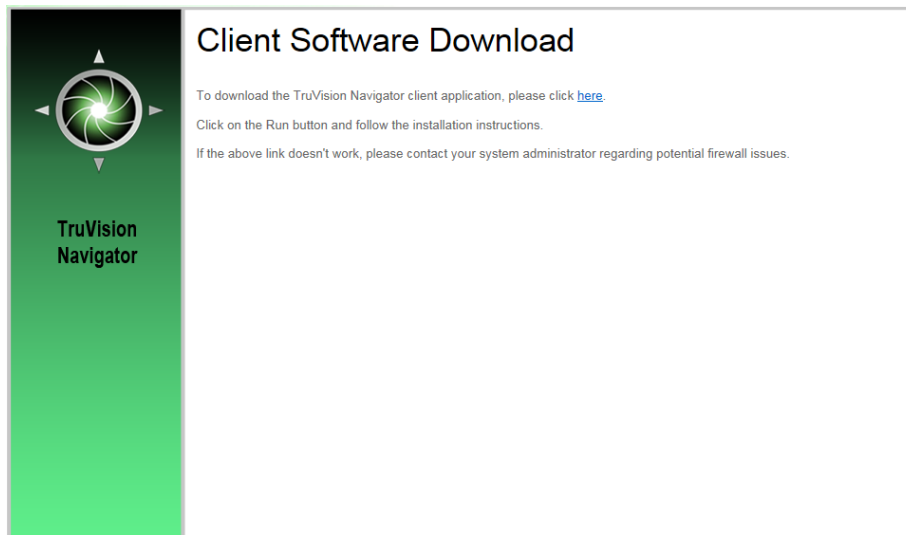 Client Software Download
To download the TruVision Navigator client application, please click here.
Click on the Run button and follow the installation instructions.
If the above link doesn't work, please contact your system administrator regarding potential firewall issues.
TruVision
Navigator